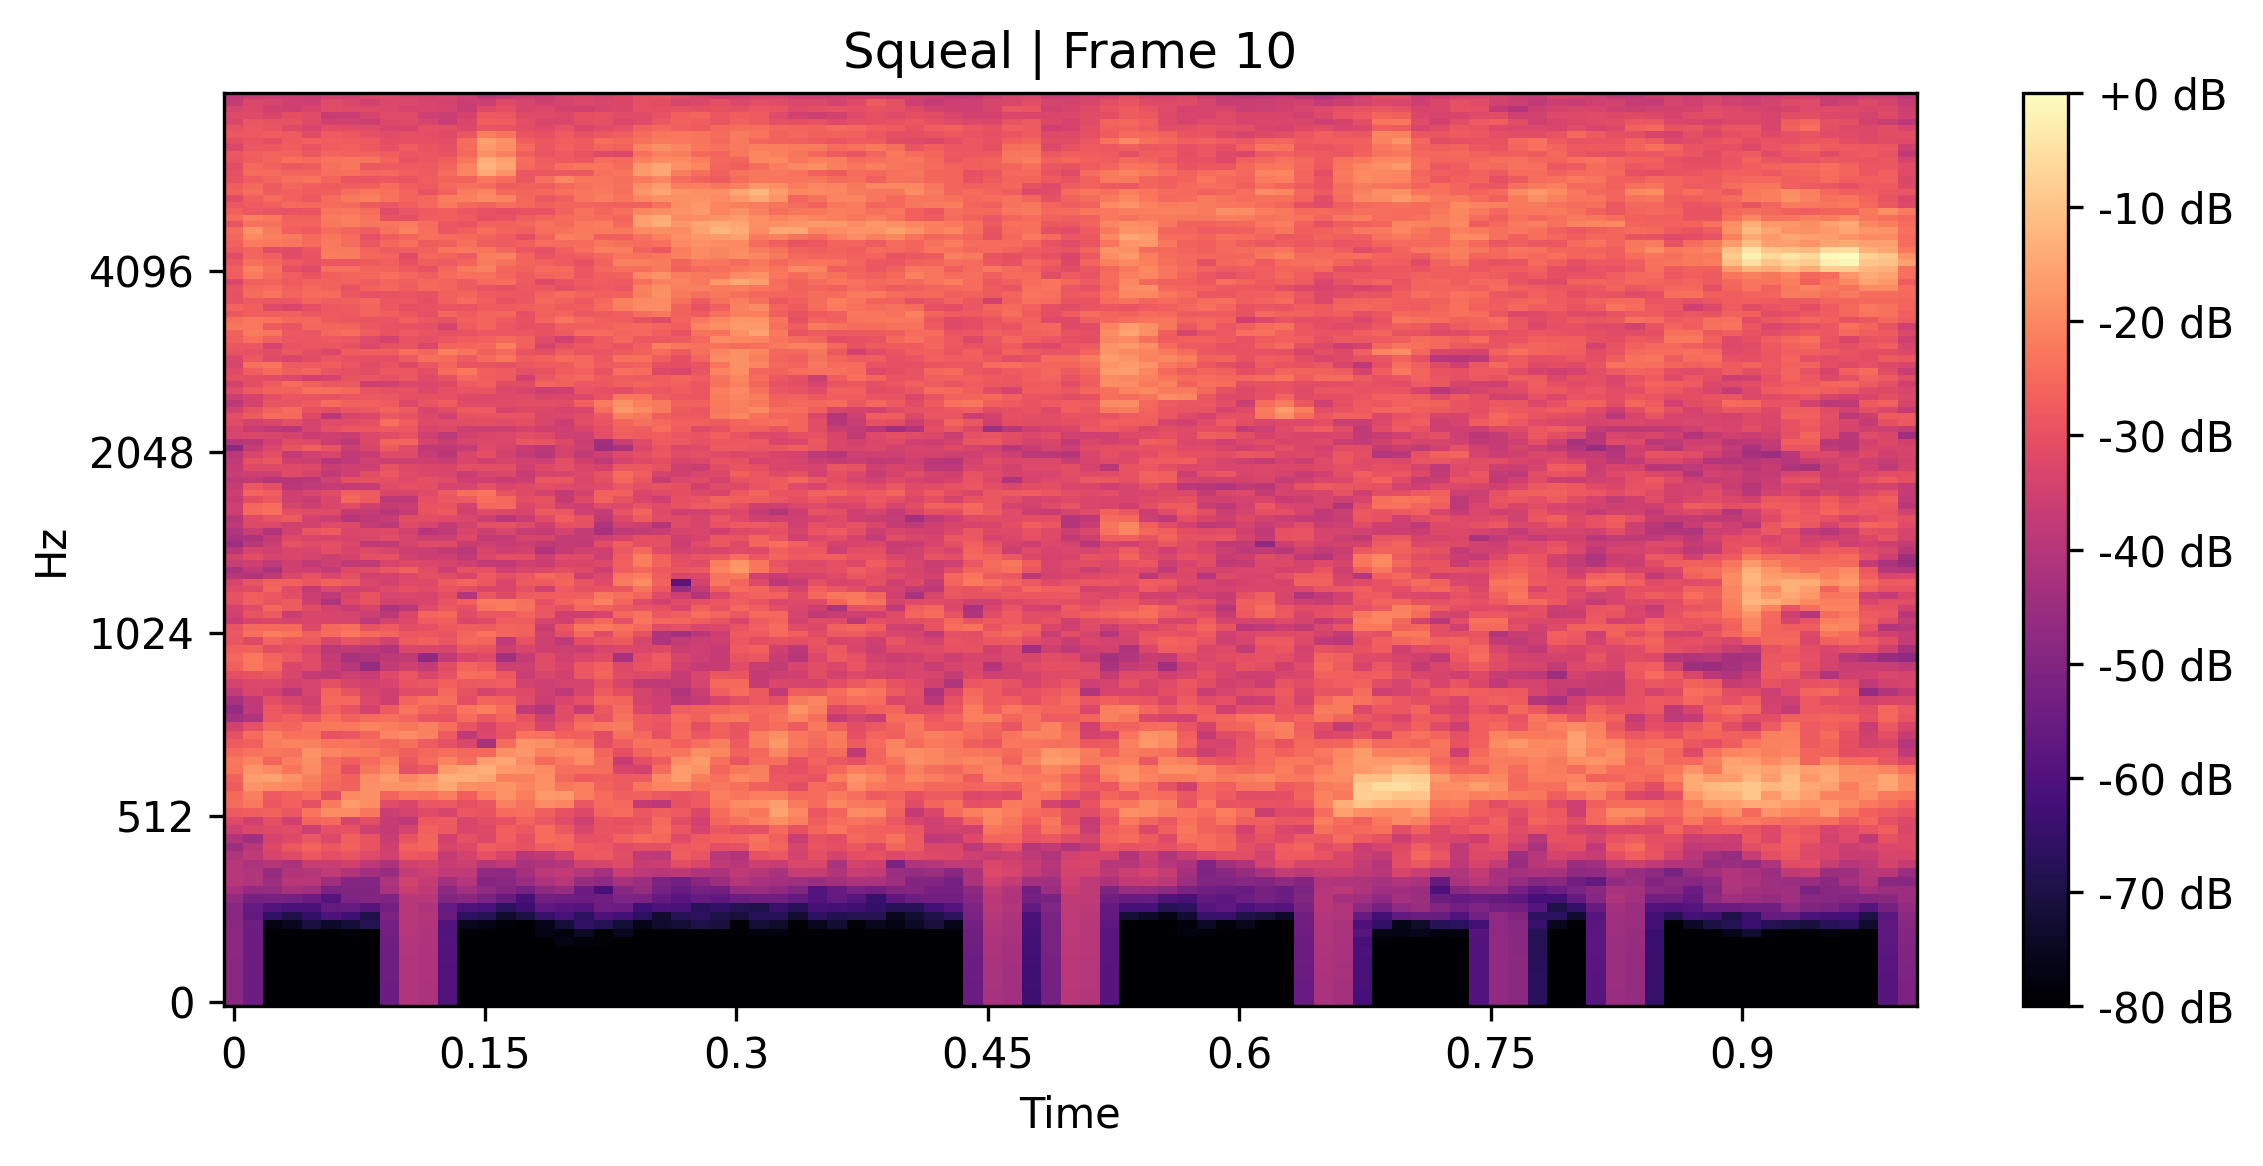 Squeal | Frame 10
Hz
4096
2048
1024
512
0
0 0.15 0.3 0.45 0.6 0.75 0.9
Time
+0 dB
-10 dB
-20 dB
-30 dB
-40 dB
-50 dB
-60 dB
-70 dB
-80 dB